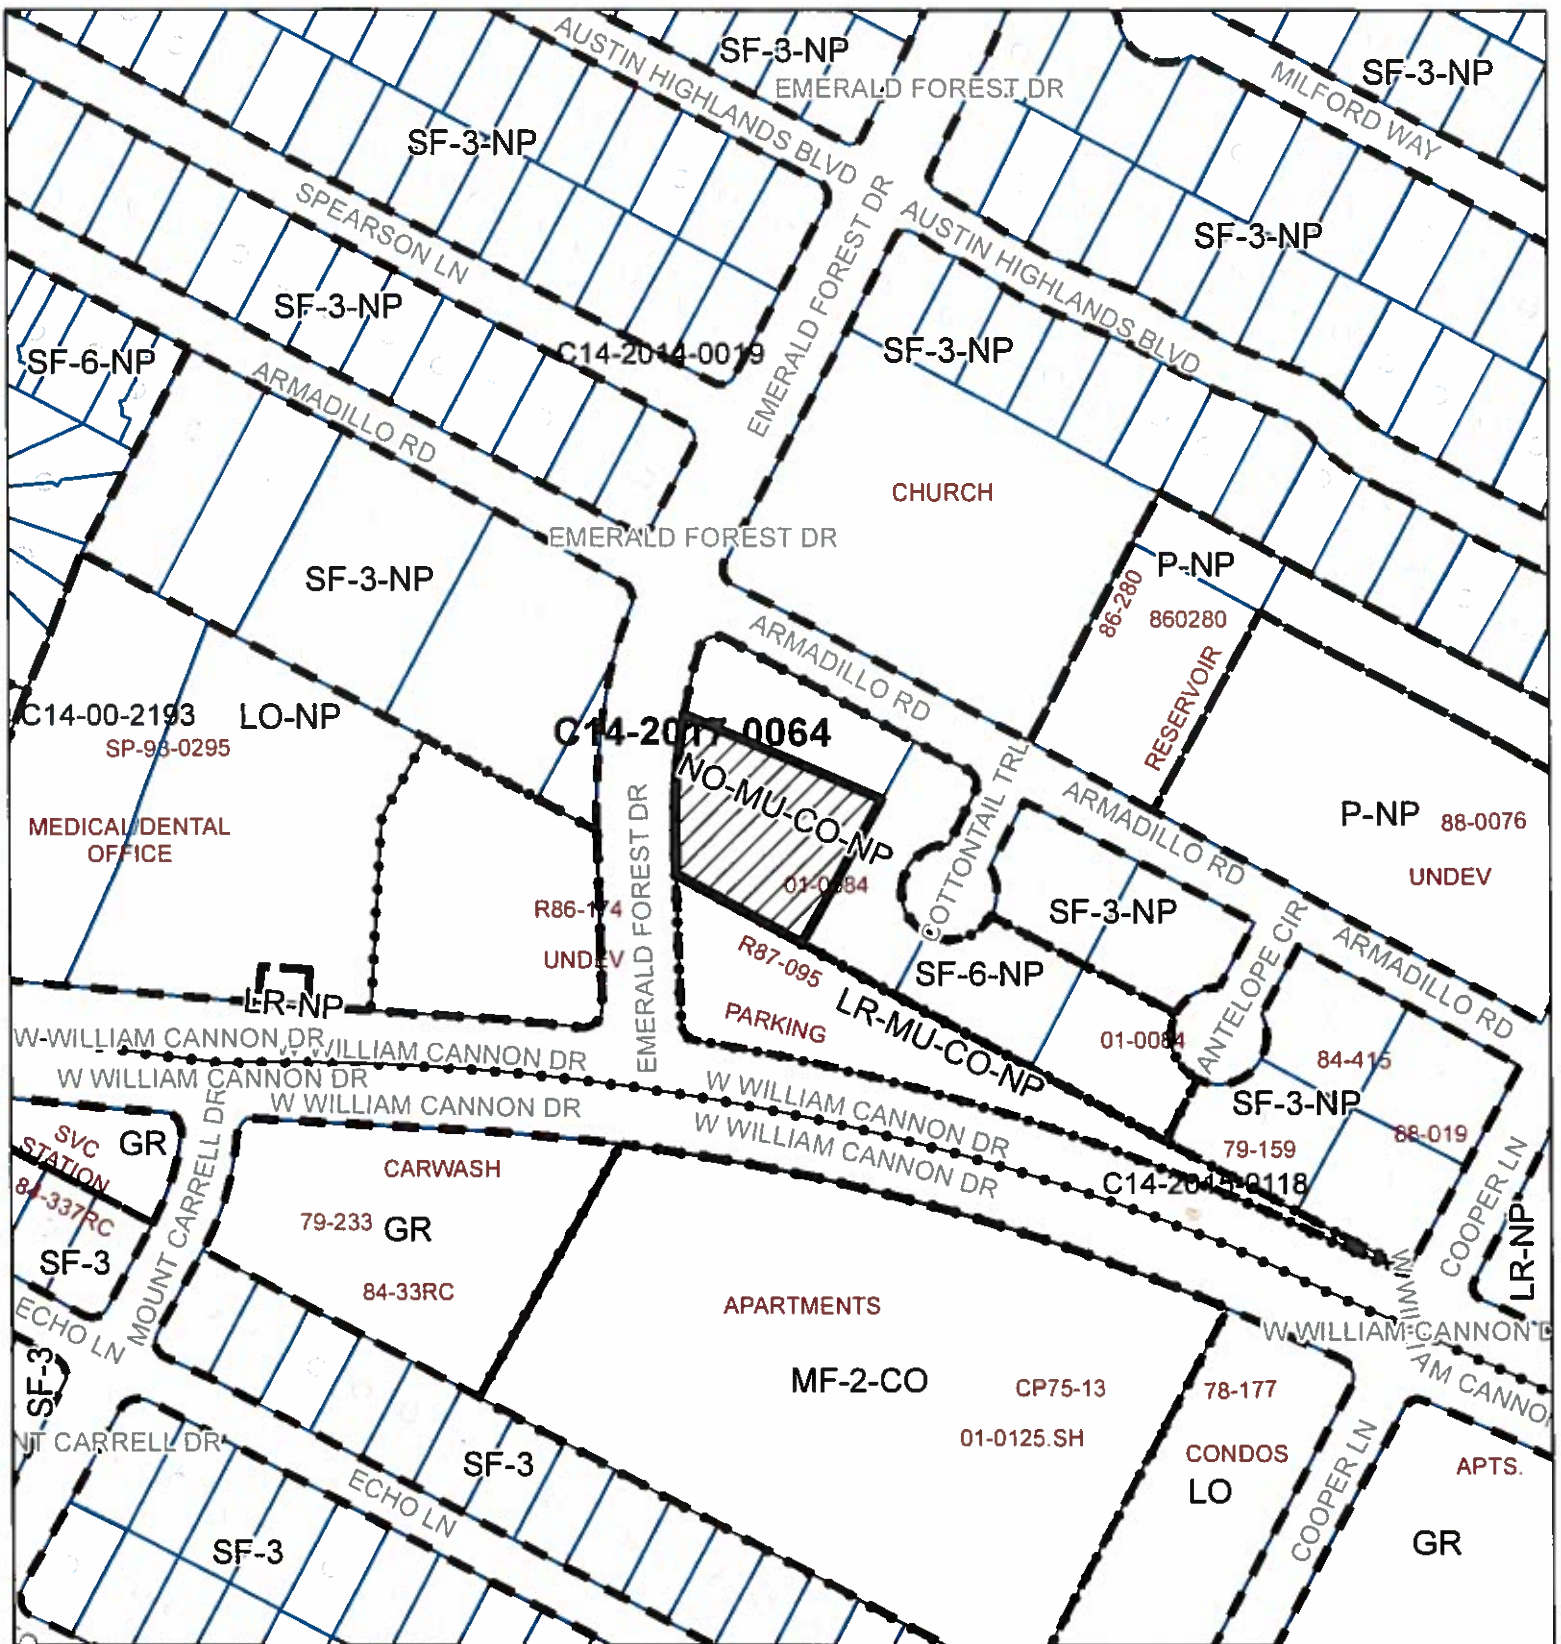 SF-3-NP
SF-3-NP
AUSTIN HIGHLANDS BLVD
EMERALD FOREST DR
MILFORD WAY
SF-3-NP
SPEARSON LN
EMERALD FOREST DR
AUSTIN HIGHLANDS BLVD
SF-3-NP
SF-3-NP
SF-6-NP
C14-2014-0019
SF-3-NP
ARMADILLO RD
CHURCH
EMERALD FOREST DR
SF-3-NP
P-NP
86-280
860280
RESERVOIR
ARMADILLO RD
C14-00-2193
LO-NP
SP-98-0295
C14-2017-0064
NO-MU-CO-NP
COTTONTAIL TRL
ARMADILLO RD
P-NP
88-0076
UNDEV
MEDICAL/DENTAL
OFFICE
EMERALD FOREST DR
01-0084
R86-174
UNDEV
SF-3-NP
ANTELOPE CIR
ARMADILLO RD
R87-095
SF-6-NP
LR-NP
PARKING
LR-MU-CO-NP
01-0084
84-415
W WILLIAM CANNON DR
W WILLIAM CANNON DR
W WILLIAM CANNON DR
W WILLIAM CANNON DR
W WILLIAM CANNON DR
W WILLIAM CANNON DR
SF-3-NP
88-019
79-159
SVC
STATION
GR
MOUNT CARRELL DR
CARWASH
84-337RC
79-233
GR
SF-3
84-33RC
COOPER LN
LR-NP
ECHO LN
APARTMENTS
W WILLIAM CANNON D
SF-3
MF-2-CO
CP75-13
01-0125.SH
78-177
CONDOS
LO
COOPER LN
AM CANNO
NT CARRELL DR
SF-3
ECHO LN
APTS.
SF-3
GR